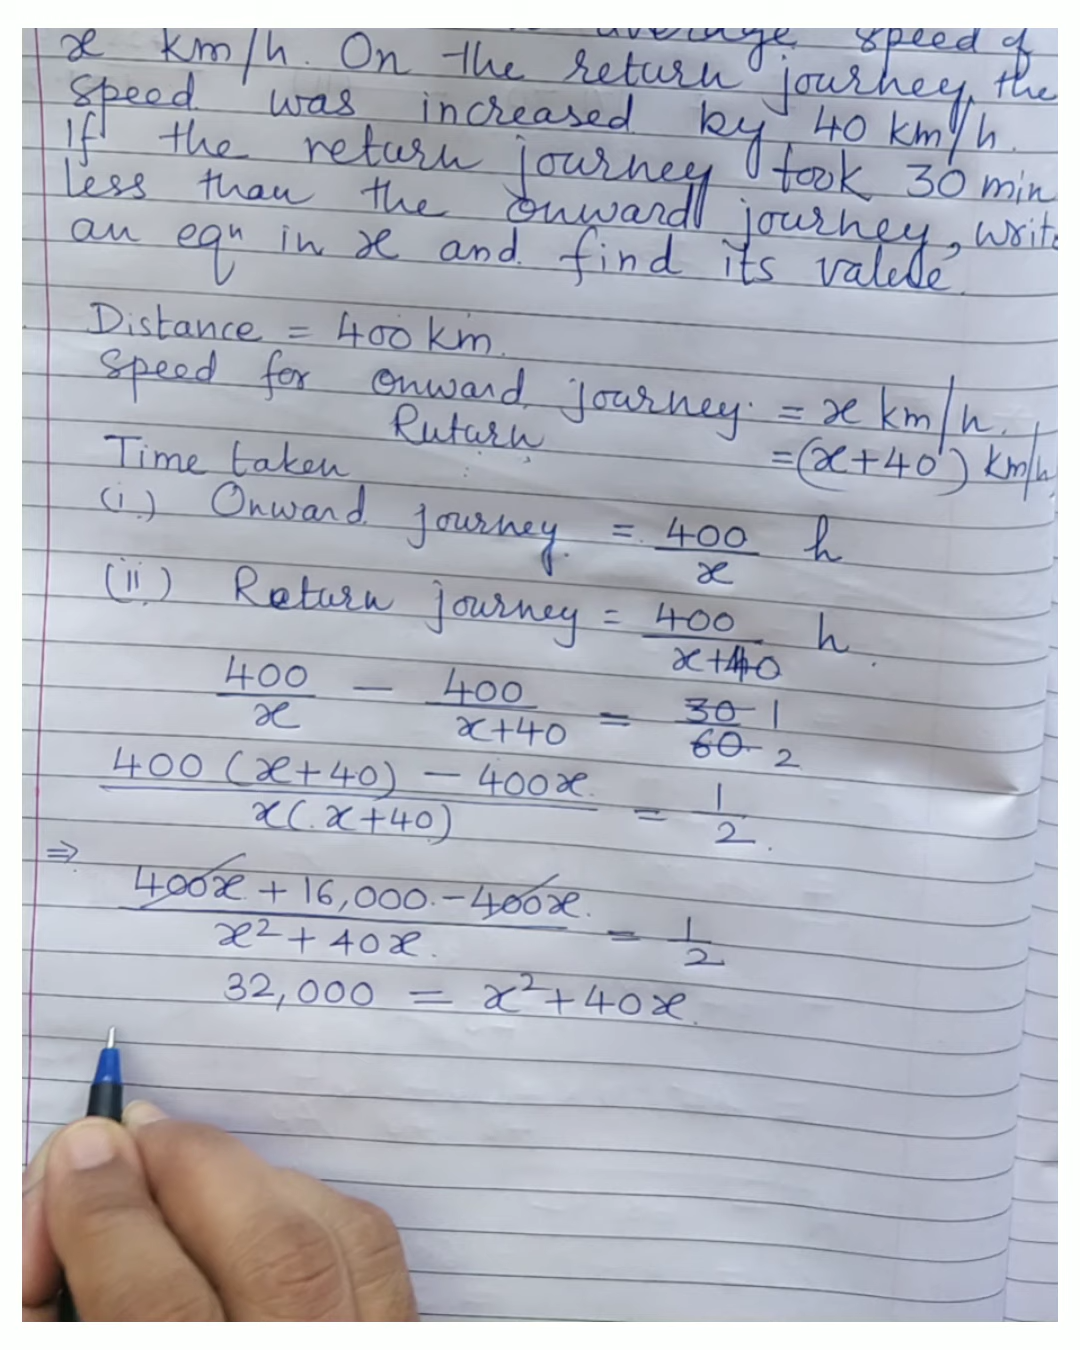 average speed of
x km/h. On the return journey, the
speed was increased by 40 km/h.
If the return journey took 30 min
less than the onward journey, write
an eqn in x and find its value.
Distance = 400 km.
Speed for onward journey. = x km/h.
Ruturn = (x+40) km/h.
Time taken
(i.) Onward journey. = 400/x h
(ii) Return journey = 400/x+40 h.
400/x - 400/x+40 = 30/60 1/2
400 (x+40) - 400x / x(x+40) = 1/2.
⇒ 400x + 16,000 - 400x. / x² + 40x. = 1/2
32,000 = x² + 40x.